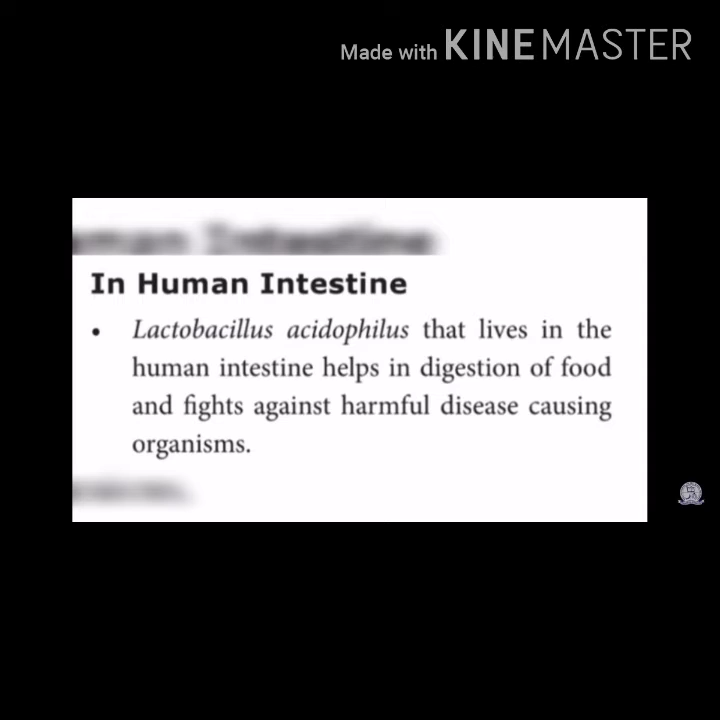 Made with KINEMASTER
In Human Intestine
• Lactobacillus acidophilus that lives in the
human intestine helps in digestion of food
and fights against harmful disease causing
organisms.